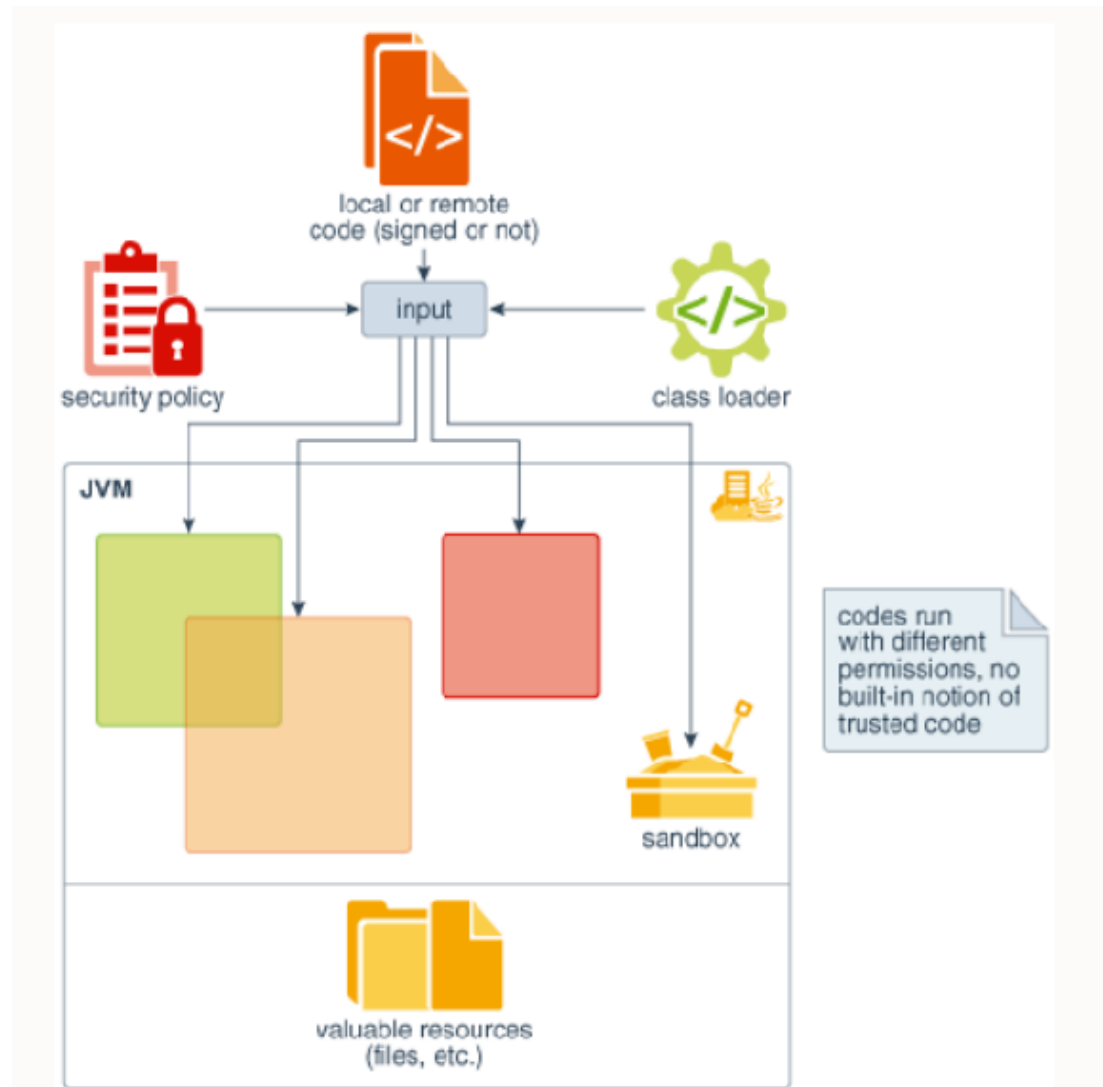 </>
local or remote
code (signed or not)
input
security policy
</>
class loader
JVM
codes run
with different
permissions, no
built-in notion of
trusted code
sandbox
valuable resources
(files, etc.)